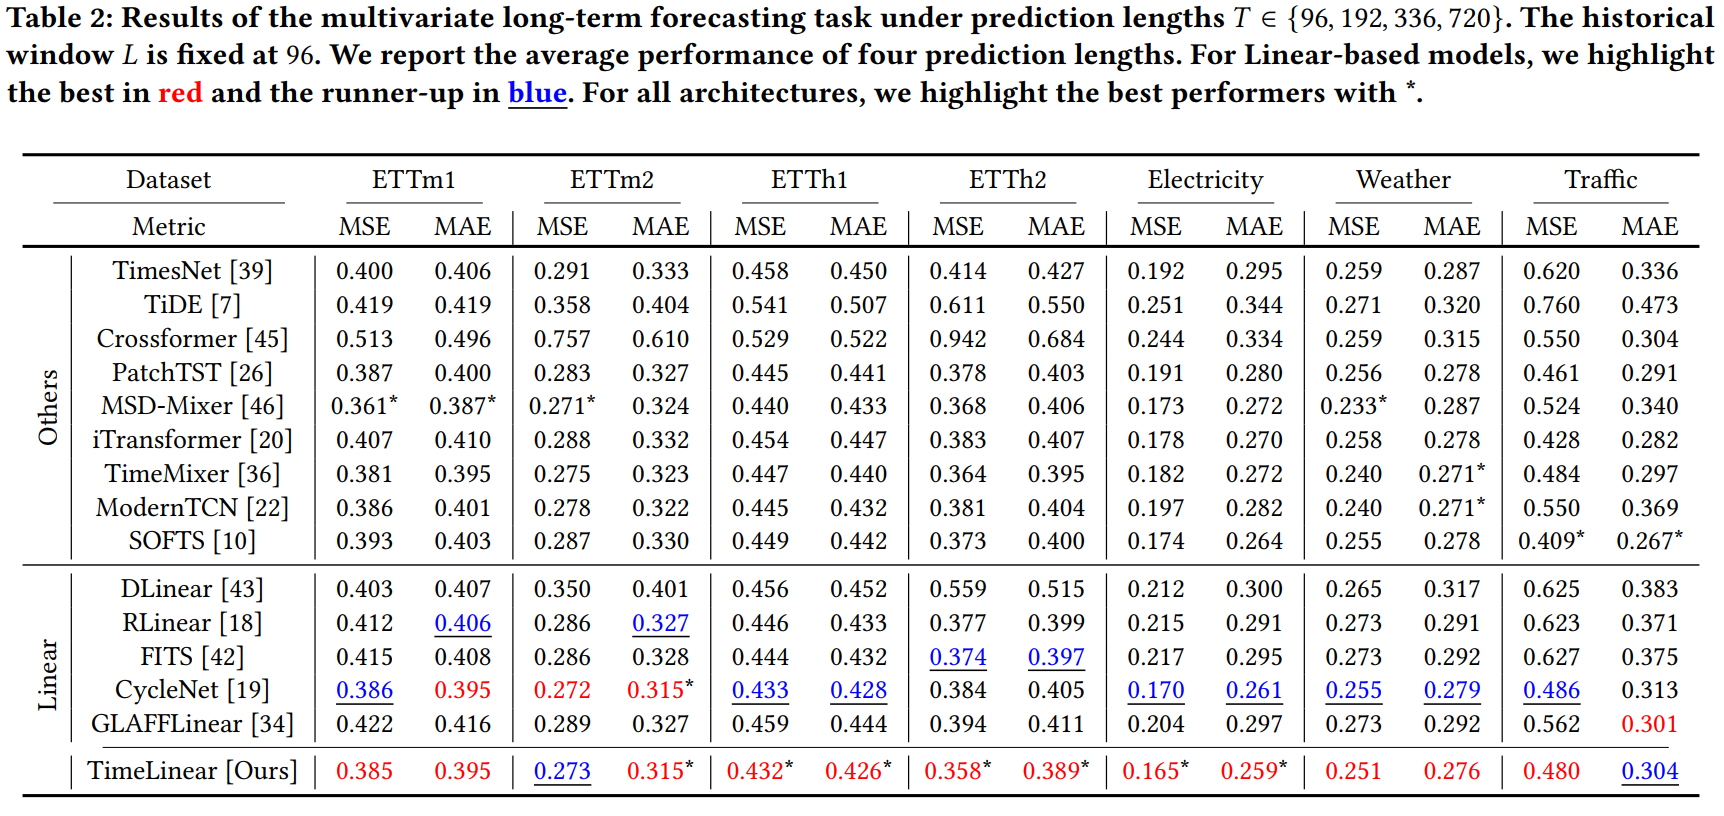 Table 2: Results of the multivariate long-term forecasting task under prediction lengths T ∈ {96, 192, 336, 720}. The historical
window L is fixed at 96. We report the average performance of four prediction lengths. For Linear-based models, we highlight
the best in red and the runner-up in blue. For all architectures, we highlight the best performers with *.
Dataset ETTm1 ETTm2 ETTh1 ETTh2 Electricity Weather Traffic
Metric MSE MAE MSE MAE MSE MAE MSE MAE MSE MAE MSE MAE MSE MAE
Others
TimesNet [39] 0.400 0.406 0.291 0.333 0.458 0.450 0.414 0.427 0.192 0.295 0.259 0.287 0.620 0.336
TiDE [7] 0.419 0.419 0.358 0.404 0.541 0.507 0.611 0.550 0.251 0.344 0.271 0.320 0.760 0.473
Crossformer [45] 0.513 0.496 0.757 0.610 0.529 0.522 0.942 0.684 0.244 0.334 0.259 0.315 0.550 0.304
PatchTST [26] 0.387 0.400 0.283 0.327 0.445 0.441 0.378 0.403 0.191 0.280 0.256 0.278 0.461 0.291
MSD-Mixer [46] 0.361* 0.387* 0.271* 0.324 0.440 0.433 0.368 0.406 0.173 0.272 0.233* 0.287 0.524 0.340
iTransformer [20] 0.407 0.410 0.288 0.332 0.454 0.447 0.383 0.407 0.178 0.270 0.258 0.278 0.428 0.282
TimeMixer [36] 0.381 0.395 0.275 0.323 0.447 0.440 0.364 0.395 0.182 0.272 0.240 0.271* 0.484 0.297
ModernTCN [22] 0.386 0.401 0.278 0.322 0.445 0.432 0.381 0.404 0.197 0.282 0.240 0.271* 0.550 0.369
SOFTS [10] 0.393 0.403 0.287 0.330 0.449 0.442 0.373 0.400 0.174 0.264 0.255 0.278 0.409* 0.267*
Linear
DLinear [43] 0.403 0.407 0.350 0.401 0.456 0.452 0.559 0.515 0.212 0.300 0.265 0.317 0.625 0.383
RLinear [18] 0.412 0.406 0.286 0.327 0.446 0.433 0.377 0.399 0.215 0.291 0.273 0.291 0.623 0.371
FITS [42] 0.415 0.408 0.286 0.328 0.444 0.432 0.374 0.397 0.217 0.295 0.273 0.292 0.627 0.375
CycleNet [19] 0.386 0.395 0.272 0.315* 0.433 0.428 0.384 0.405 0.170 0.261 0.255 0.279 0.486 0.313
GLAFFLinear [34] 0.422 0.416 0.289 0.327 0.459 0.444 0.394 0.411 0.204 0.297 0.273 0.292 0.562 0.301
TimeLinear [Ours] 0.385 0.395 0.273 0.315* 0.432* 0.426* 0.358* 0.389* 0.165* 0.259* 0.251 0.276 0.480 0.304